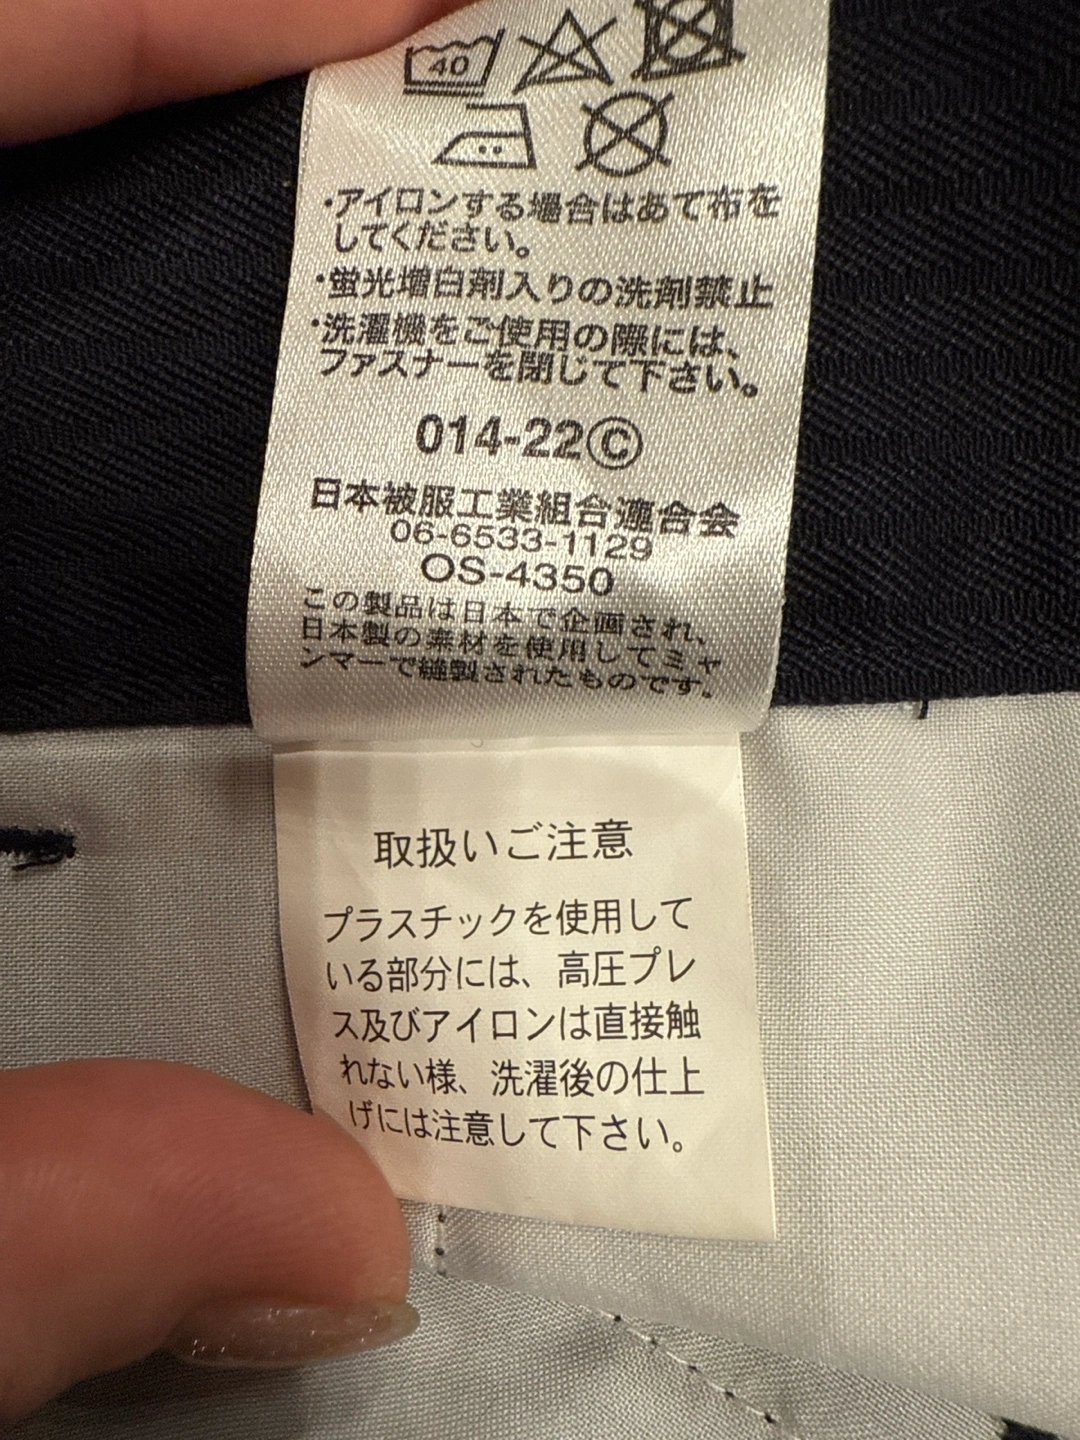 40
・アイロンする場合はあて布を
してください。
・蛍光増白剤入りの洗剤禁止
・洗濯機をご使用の際には、
ファスナーを閉じて下さい。
014-22Ⓒ
日本被服工業組合連合会
06-6533-1129
OS-4350
この製品は日本で企画され、
日本製の素材を使用してミャ
ンマーで縫製されたものです。
取扱いご注意
プラスチックを使用して
いる部分には、高圧プレ
ス及びアイロンは直接触
れない様、洗濯後の仕上
げには注意して下さい。